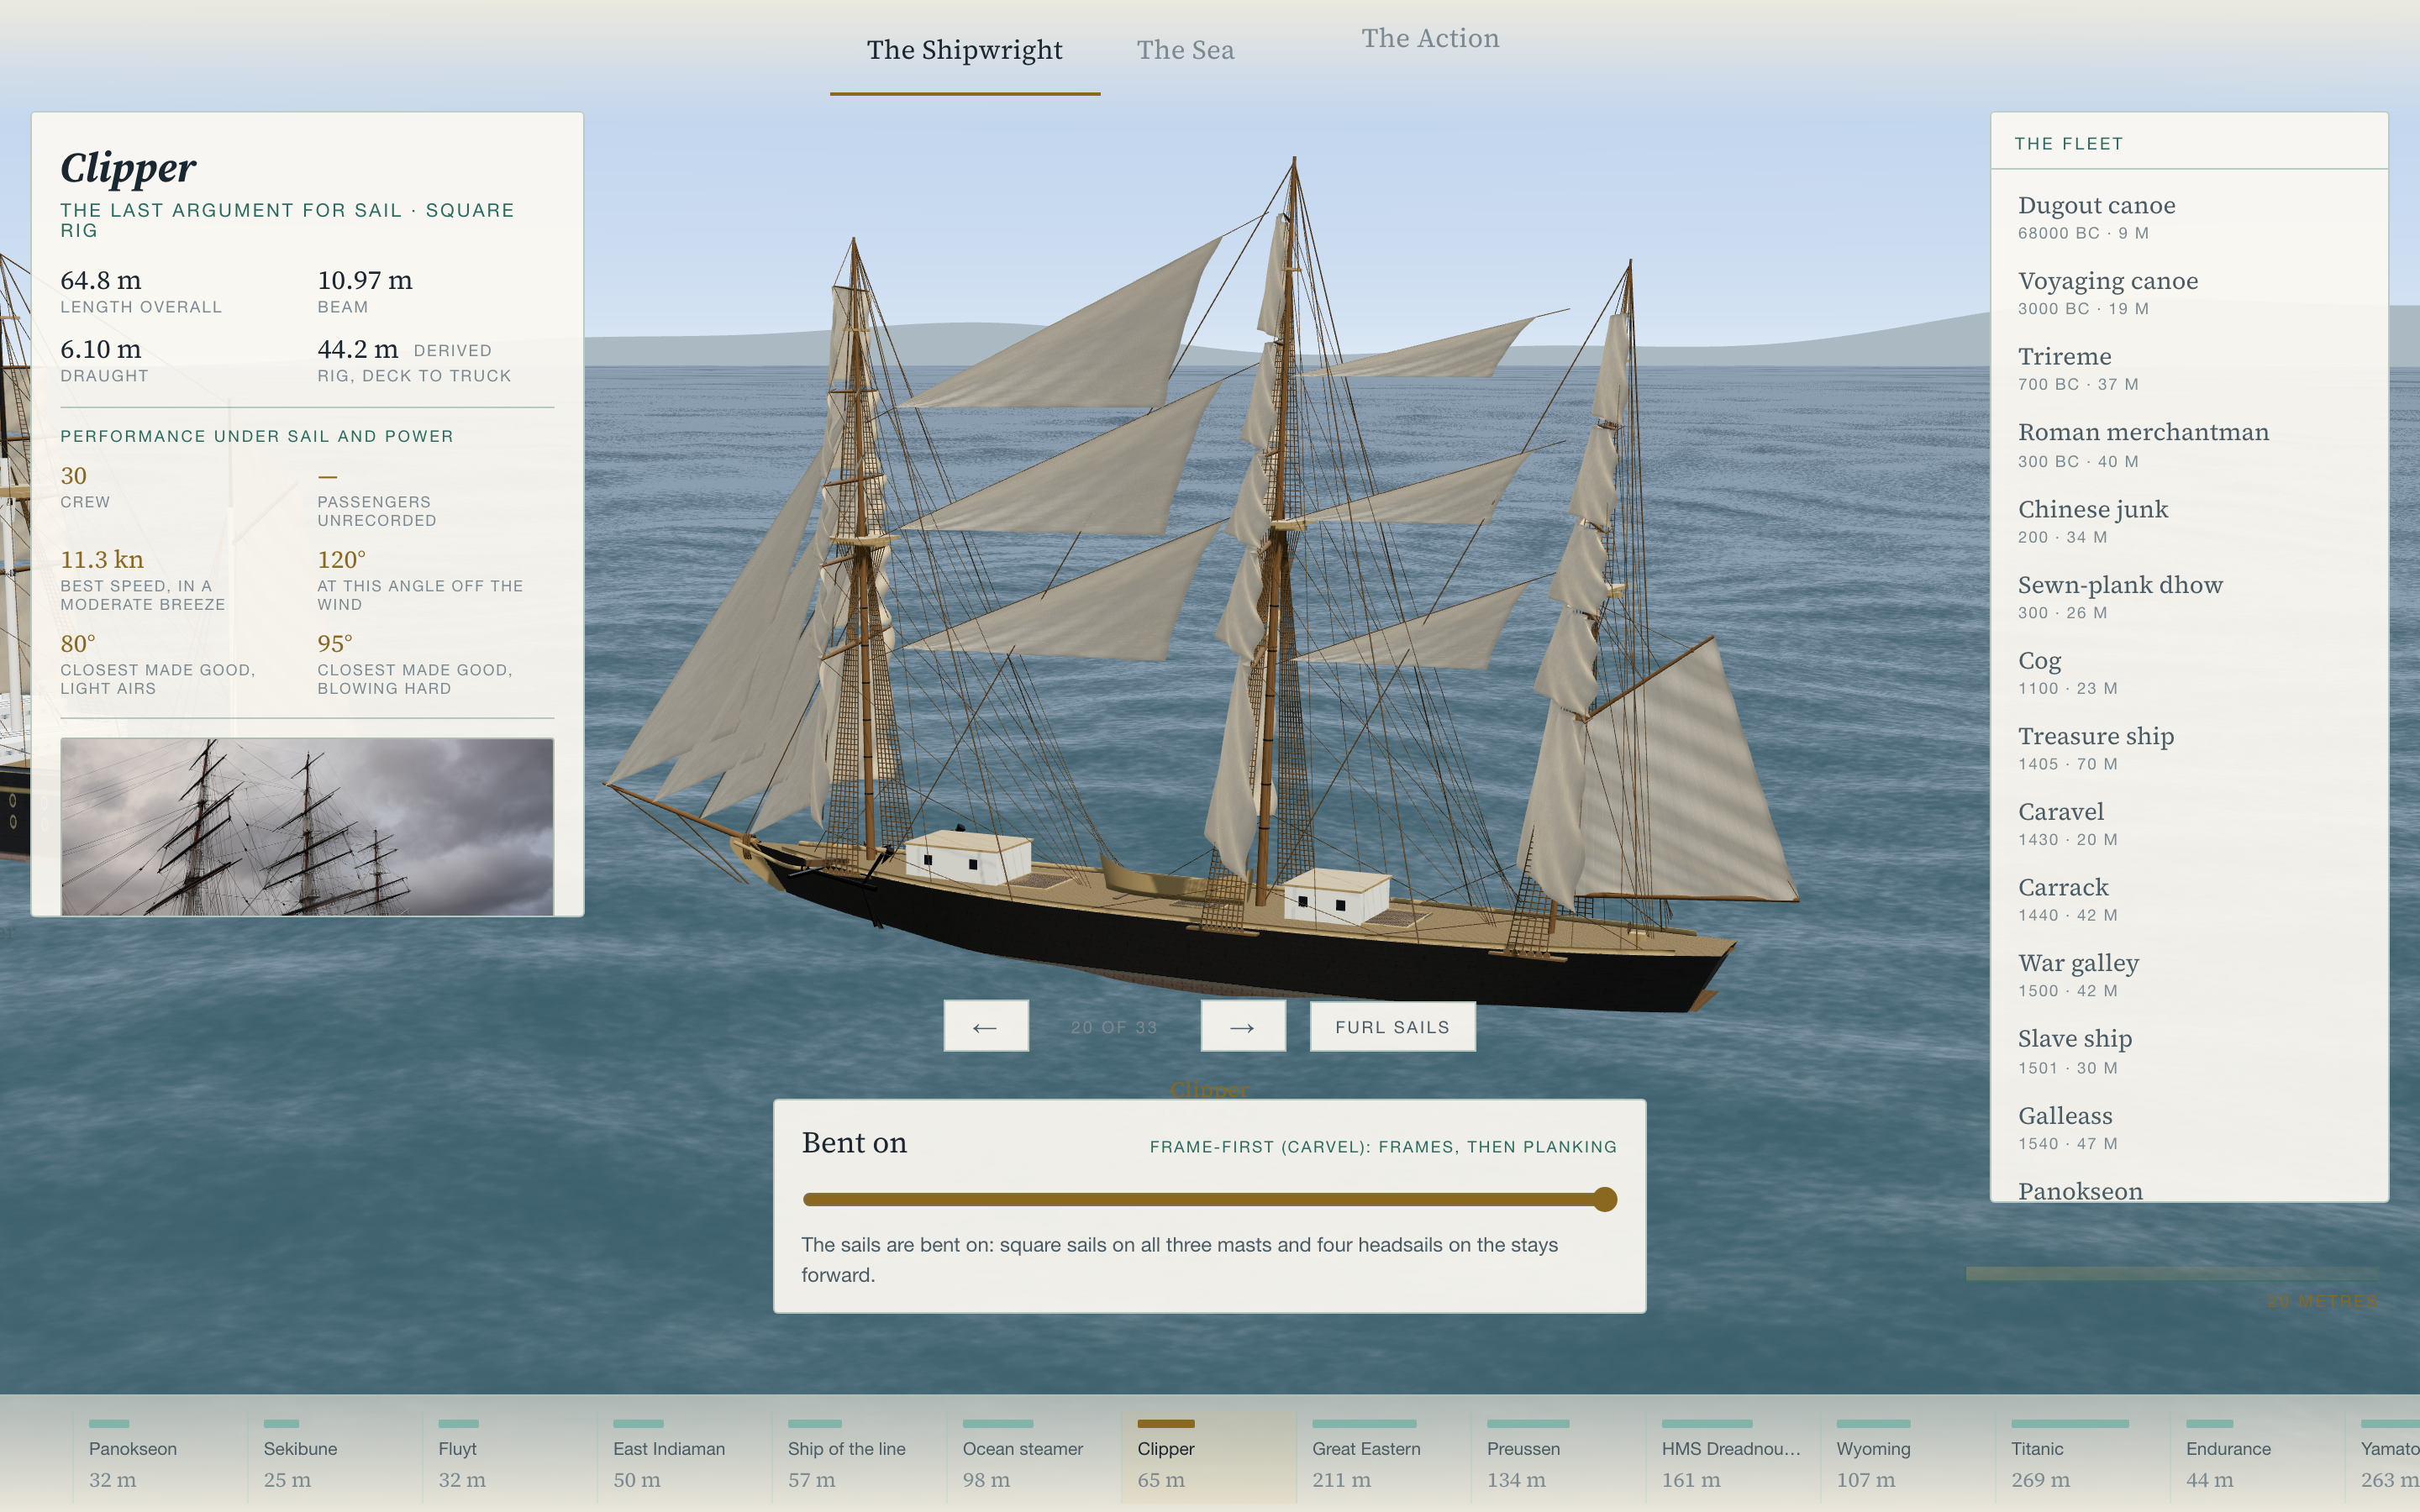 The Shipwright
The Sea
The Action
Clipper
THE LAST ARGUMENT FOR SAIL · SQUARE
RIG
64.8 m
LENGTH OVERALL
10.97 m
BEAM
6.10 m
DRAUGHT
44.2 m DERIVED
RIG, DECK TO TRUCK
PERFORMANCE UNDER SAIL AND POWER
30
CREW
—
PASSENGERS
UNRECORDED
11.3 kn
BEST SPEED, IN A
MODERATE BREEZE
120°
AT THIS ANGLE OFF THE
WIND
80°
CLOSEST MADE GOOD,
LIGHT AIRS
95°
CLOSEST MADE GOOD,
BLOWING HARD
THE FLEET
Dugout canoe
68000 BC · 9 M
Voyaging canoe
3000 BC · 19 M
Trireme
700 BC · 37 M
Roman merchantman
300 BC · 40 M
Chinese junk
200 · 34 M
Sewn-plank dhow
300 · 26 M
Cog
1100 · 23 M
Treasure ship
1405 · 70 M
Caravel
1430 · 20 M
Carrack
1440 · 42 M
War galley
1500 · 42 M
Slave ship
1501 · 30 M
Galleass
1540 · 47 M
Panokseon
←
20 OF 33
→
FURL SAILS
Clipper
Bent on
FRAME-FIRST (CARVEL): FRAMES, THEN PLANKING
The sails are bent on: square sails on all three masts and four headsails on the stays
forward.
20 METRES
Panokseon
32 m
Sekibune
25 m
Fluyt
32 m
East Indiaman
50 m
Ship of the line
57 m
Ocean steamer
98 m
Clipper
65 m
Great Eastern
211 m
Preussen
134 m
HMS Dreadnou…
161 m
Wyoming
107 m
Titanic
269 m
Endurance
44 m
Yamato
263 m